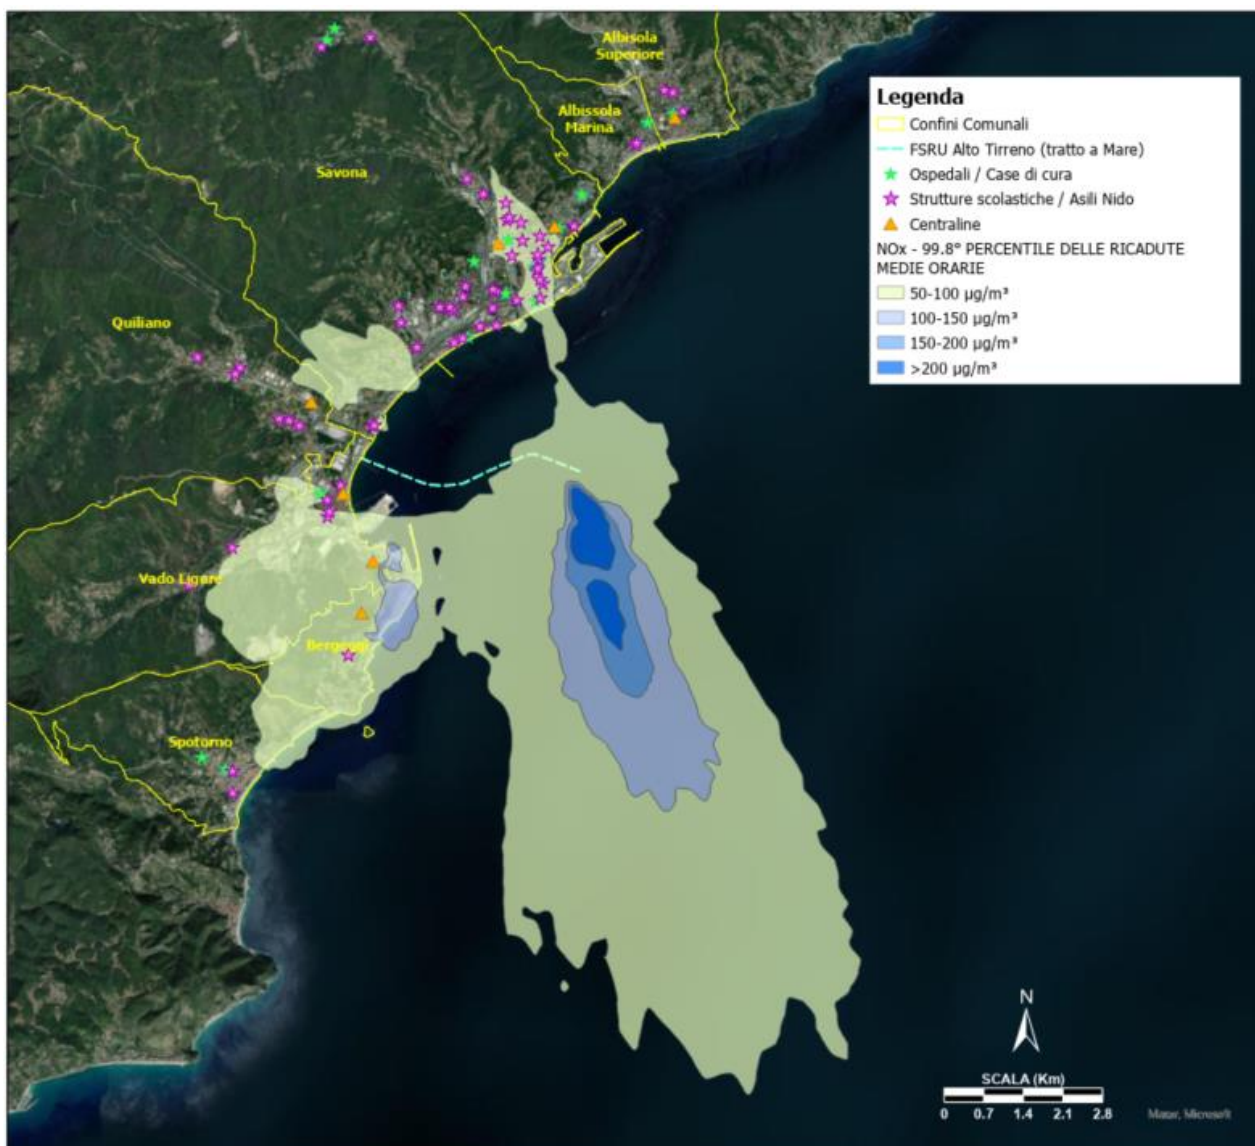 Albisola
Superiore
Albissola
Marina
Savona
Quiliano
Vado Ligure
Bergeggi
Spotorno
Legenda
Confini Comunali
FSRU Alto Tirreno (tratto a Mare)
Ospedali / Case di cura
Strutture scolastiche / Asili Nido
Centraline
NOx - 99.8° PERCENTILE DELLE RICADUTE
MEDIE ORARIE
50-100 µg/m³
100-150 µg/m³
150-200 µg/m³
>200 µg/m³
N
SCALA (Km)
0 0.7 1.4 2.1 2.8
Maxar, Microsoft